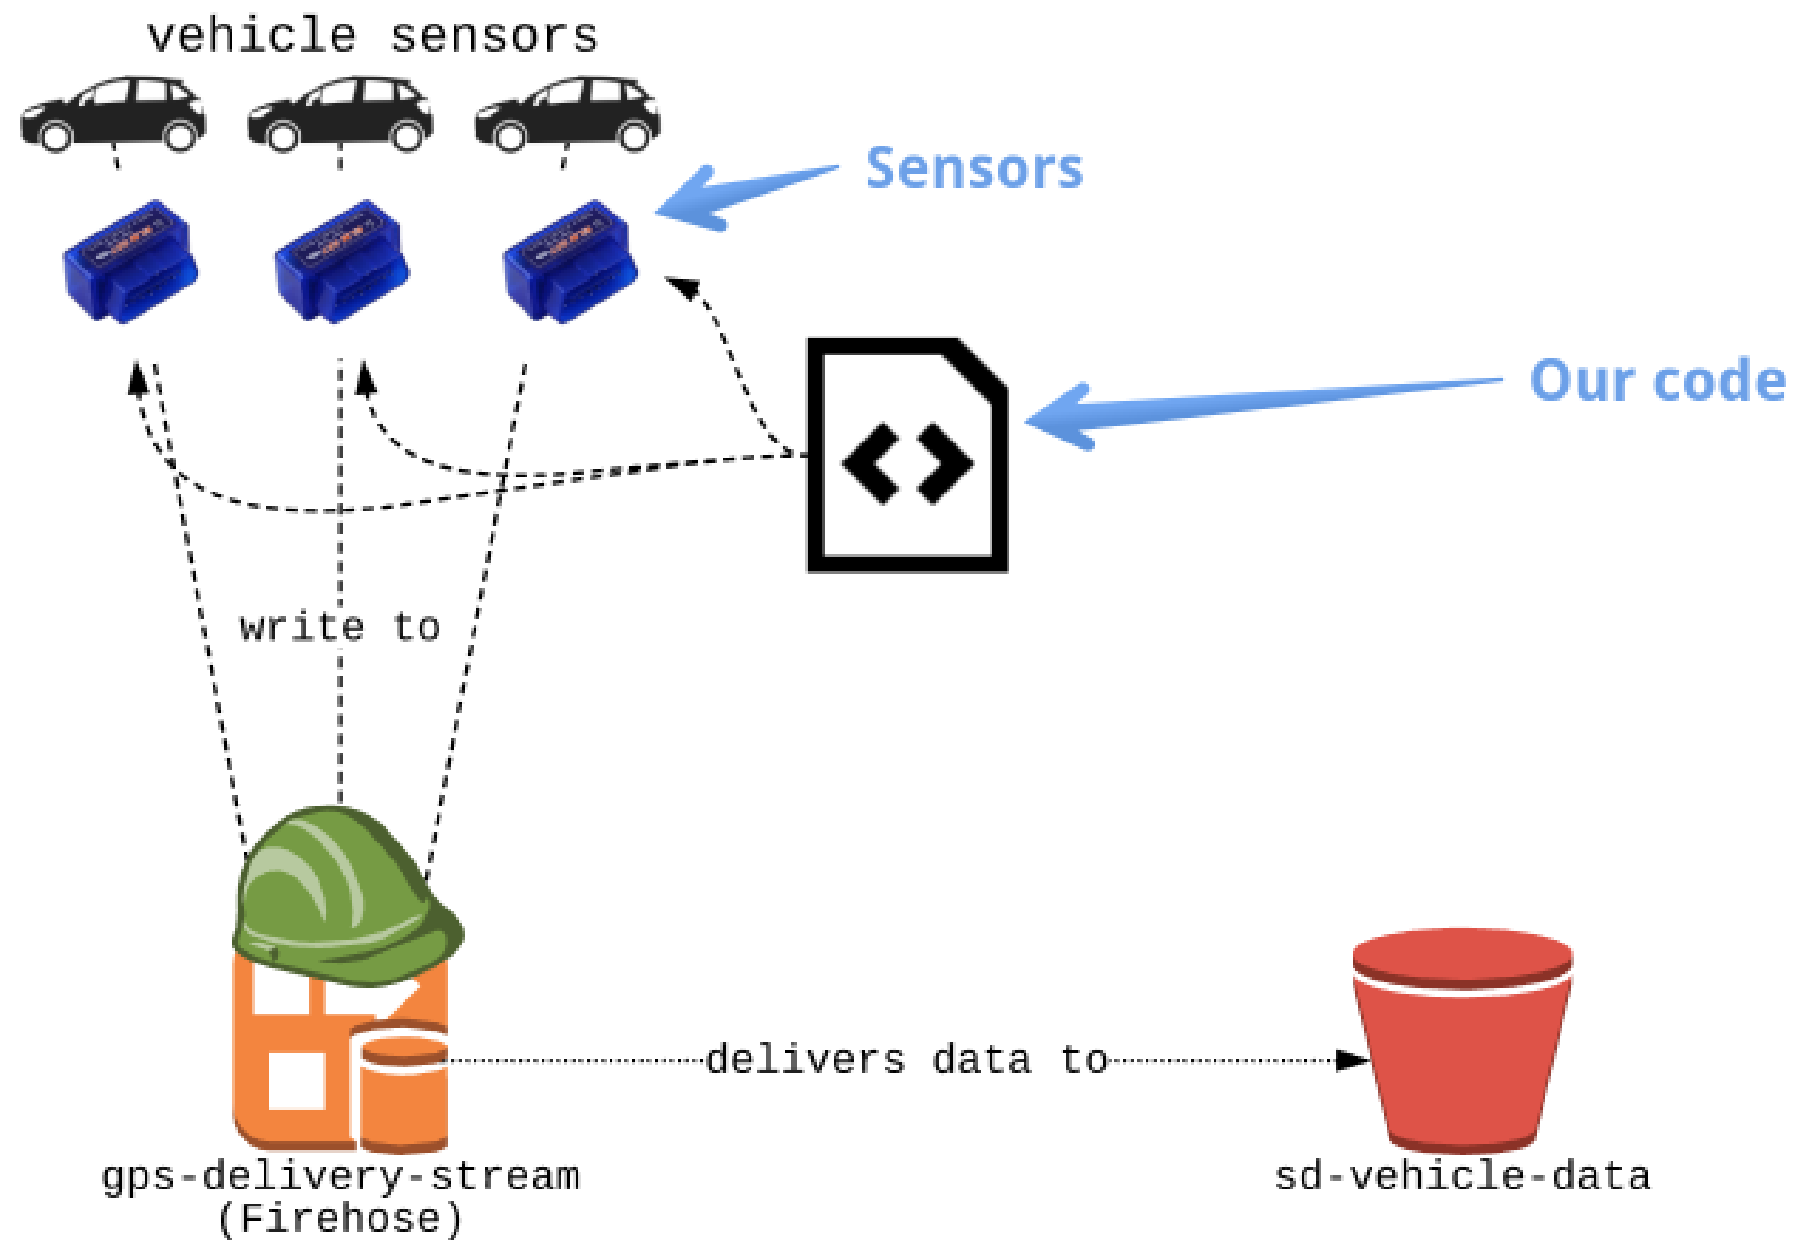 vehicle sensors
Sensors
Our code
write to
delivers data to
gps-delivery-stream
(Firehose)
sd-vehicle-data